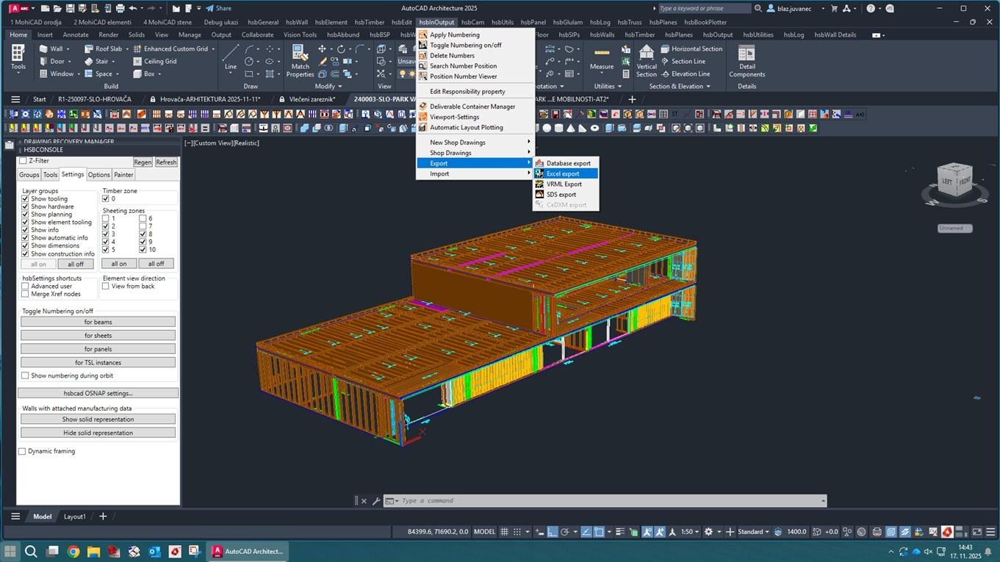 ARC
Share
AutoCAD Architecture 2025
Type a keyword or phrase
blaz.juvanec
1 MohiCAD orodja
2 MohiCAD elementi
4 MohiCAD stene
Debug ukazi
hsbGeneral
hsbWall
hsbElement
hsbTimber
hsbEdit
hsbInOutput
hsbCam
hsbUtils
hsbPanel
hsbGlulam
hsbLog
hsbTruss
hsbPlanes
hsbBookPlotter
Home
Insert
Annotate
Render
Solids
View
Manage
Output
Collaborate
Vision Tools
hsbAbbund
hsbBSP
Floor
hsbSIPs
hsbWalls
hsbTimber
hsbPlanes
hsbOutput
hsbUtilities
hsbLog
hsbWall Details
Tools
Wall
Door
Window
Roof Slab
Stair
Space
Custom Grid
Enhanced Custom Grid
Ceiling Grid
Box
Build
Line
Draw
Match
Properties
Modify
View
Unsav
Measure
Utilities
Vertical
Section
Horizontal Section
Section Line
Elevation Line
Section & Elevation
Detail
Components
Details
Apply Numbering
Toggle Numbering on/off
Delete Numbers
Search Number Position
Position Number Viewer
Edit Responsibility property
Deliverable Container Manager
Viewport-Settings
Automatic Layout Plotting
New Shop Drawings
Shop Drawings
Export
Import
Database export
Excel export
VRML Export
SDS export
CeDXM export
Start
R1-250097-SLO-HROVAČA
Hrovača-ARHITEKTURA 2025-11-11*
Vlečeni zareznik*
240003-SLO-PARK VA
PARK ...E MOBILNOSTI-AT2*
[−][Custom View][Realistic]
DRAWING RECOVERY MANAGER
HSBCONSOLE
Z-Filter
Regen
Refresh
Groups
Tools
Settings
Options
Painter
Layer groups
Show tooling
Show hardware
Show planning
Show element tooling
Show info
Show automatic info
Show dimensions
Show construction info
all on
all off
Timber zone
0
Sheeting zones
1
6
2
7
3
8
4
9
5
10
all on
all off
hsbSettings shortcuts
Advanced user
Merge Xref nodes
Element view direction
View from back
Toggle Numbering on/off
for beams
for sheets
for panels
for TSL instances
Show numbering during orbit
hsbcad OSNAP settings...
Walls with attached manufacturing data
Show solid representation
Hide solid representation
Dynamic framing
LEFT
FRONT
W
S
Unnamed
Type a command
Model
Layout1
84399.6, 71690.2, 0.0
MODEL
1:50
Standard
1400.0
+0.0
AutoCAD Architect...
14:43
17. 11. 2025